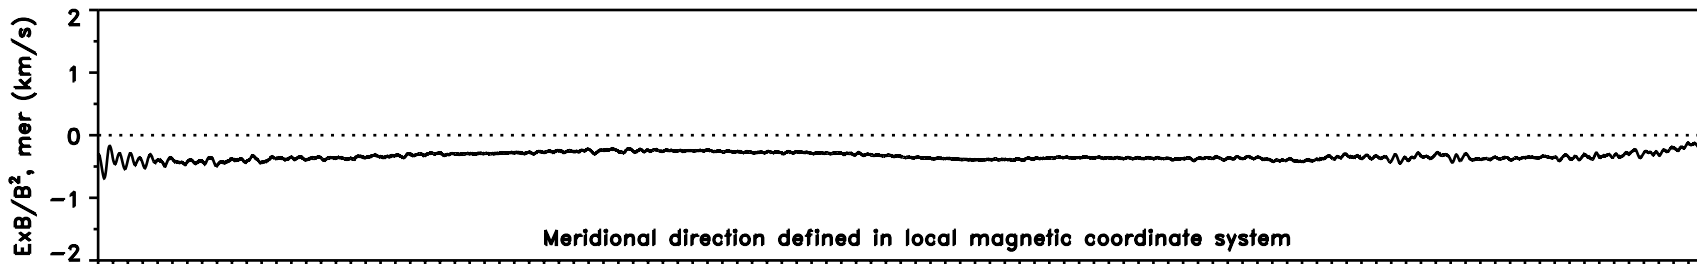 ExB/B², mer (km/s)
2
1
0
−1
−2
Meridional direction defined in local magnetic coordinate system